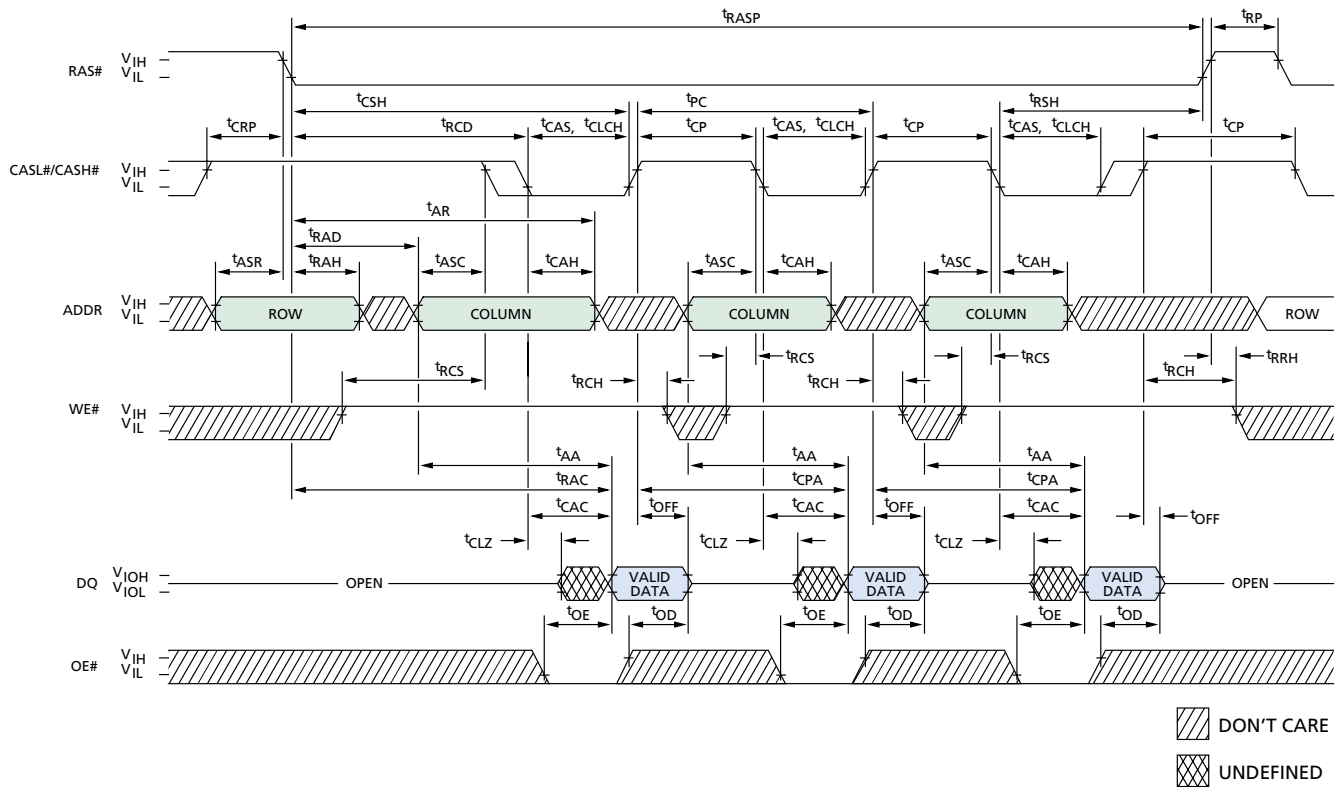 tRASP tRP
RAS# VIH
VIL
tCSH tPC tRSH
tCRP tRCD tCAS, tCLCH tCP tCAS, tCLCH tCP tCAS, tCLCH tCP
CASL#/CASH# VIH
VIL
tAR
tRAD
tASR tRAH tASC tCAH tASC tCAH tASC tCAH
ADDR VIH
VIL
ROW COLUMN COLUMN COLUMN ROW
tRCS tRCH tRCS tRCH tRCS tRCH tRRH
WE# VIH
VIL
tAA tAA tAA
tRAC tCPA tCPA
tCAC tOFF tCAC tOFF tCAC tOFF
tCLZ tCLZ tCLZ
DQ VIOH
VIOL
OPEN VALID DATA VALID DATA VALID DATA OPEN
tOE tOD tOE tOD tOE tOD
OE# VIH
VIL
DON'T CARE
UNDEFINED